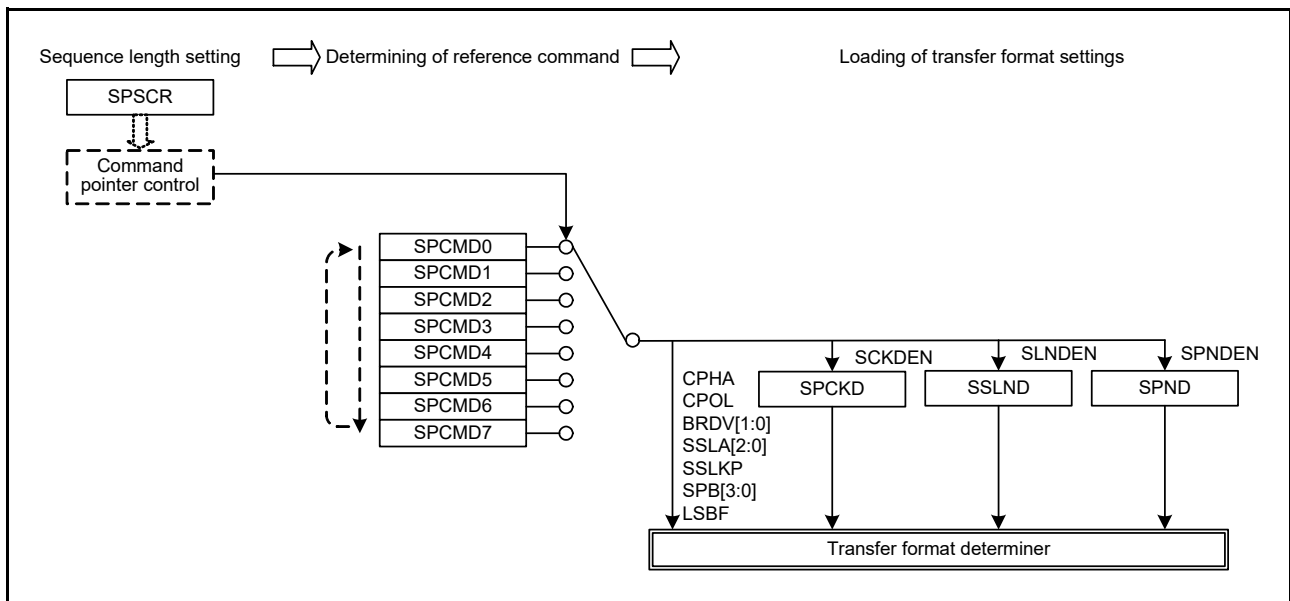 Sequence length setting
Determining of reference command
Loading of transfer format settings
SPSCR
Command
pointer control
SPCMD0
SPCMD1
SPCMD2
SPCMD3
SPCMD4
SPCMD5
SPCMD6
SPCMD7
CPHA
CPOL
BRDV[1:0]
SSLA[2:0]
SSLKP
SPB[3:0]
LSBF
SCKDEN
SPCKD
SLNDEN
SSLND
SPNDEN
SPND
Transfer format determiner